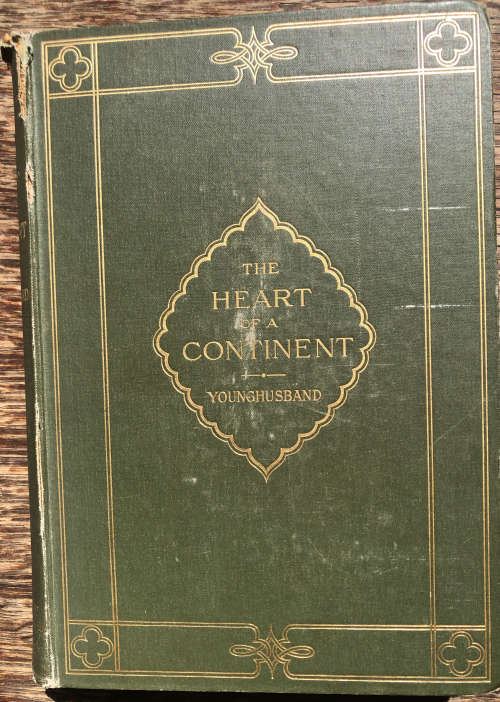 THE
HEART
OF A
CONTINENT
YOUNGHUSBAND